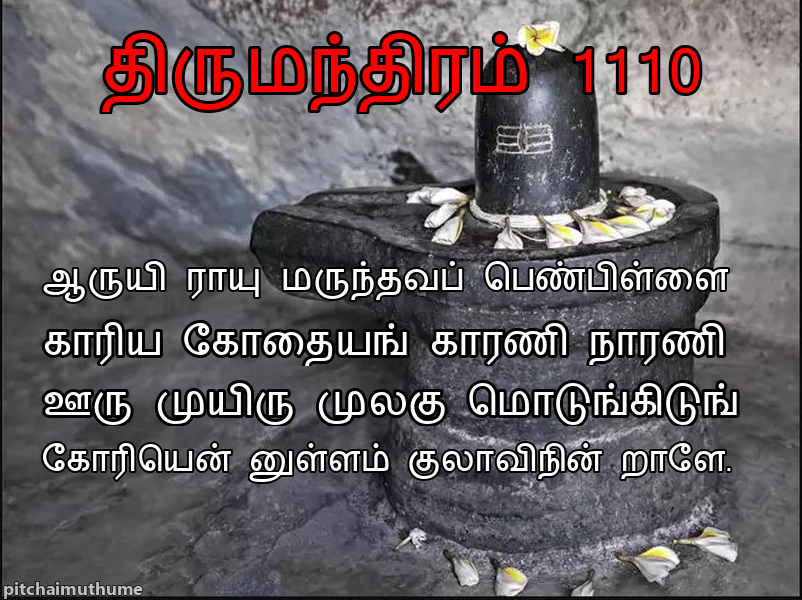 திருமந்திரம் 1110
ஆருயி ராயு மருந்தவப் பெண்பிள்ளை
காரிய கோதையங் காரணி நாரணி
ஊரு முயிரு முலகு மொடுங்கிடுங்
கோரியென் னுள்ளம் குலாவிநின் றாளே.
pitchaimuthume